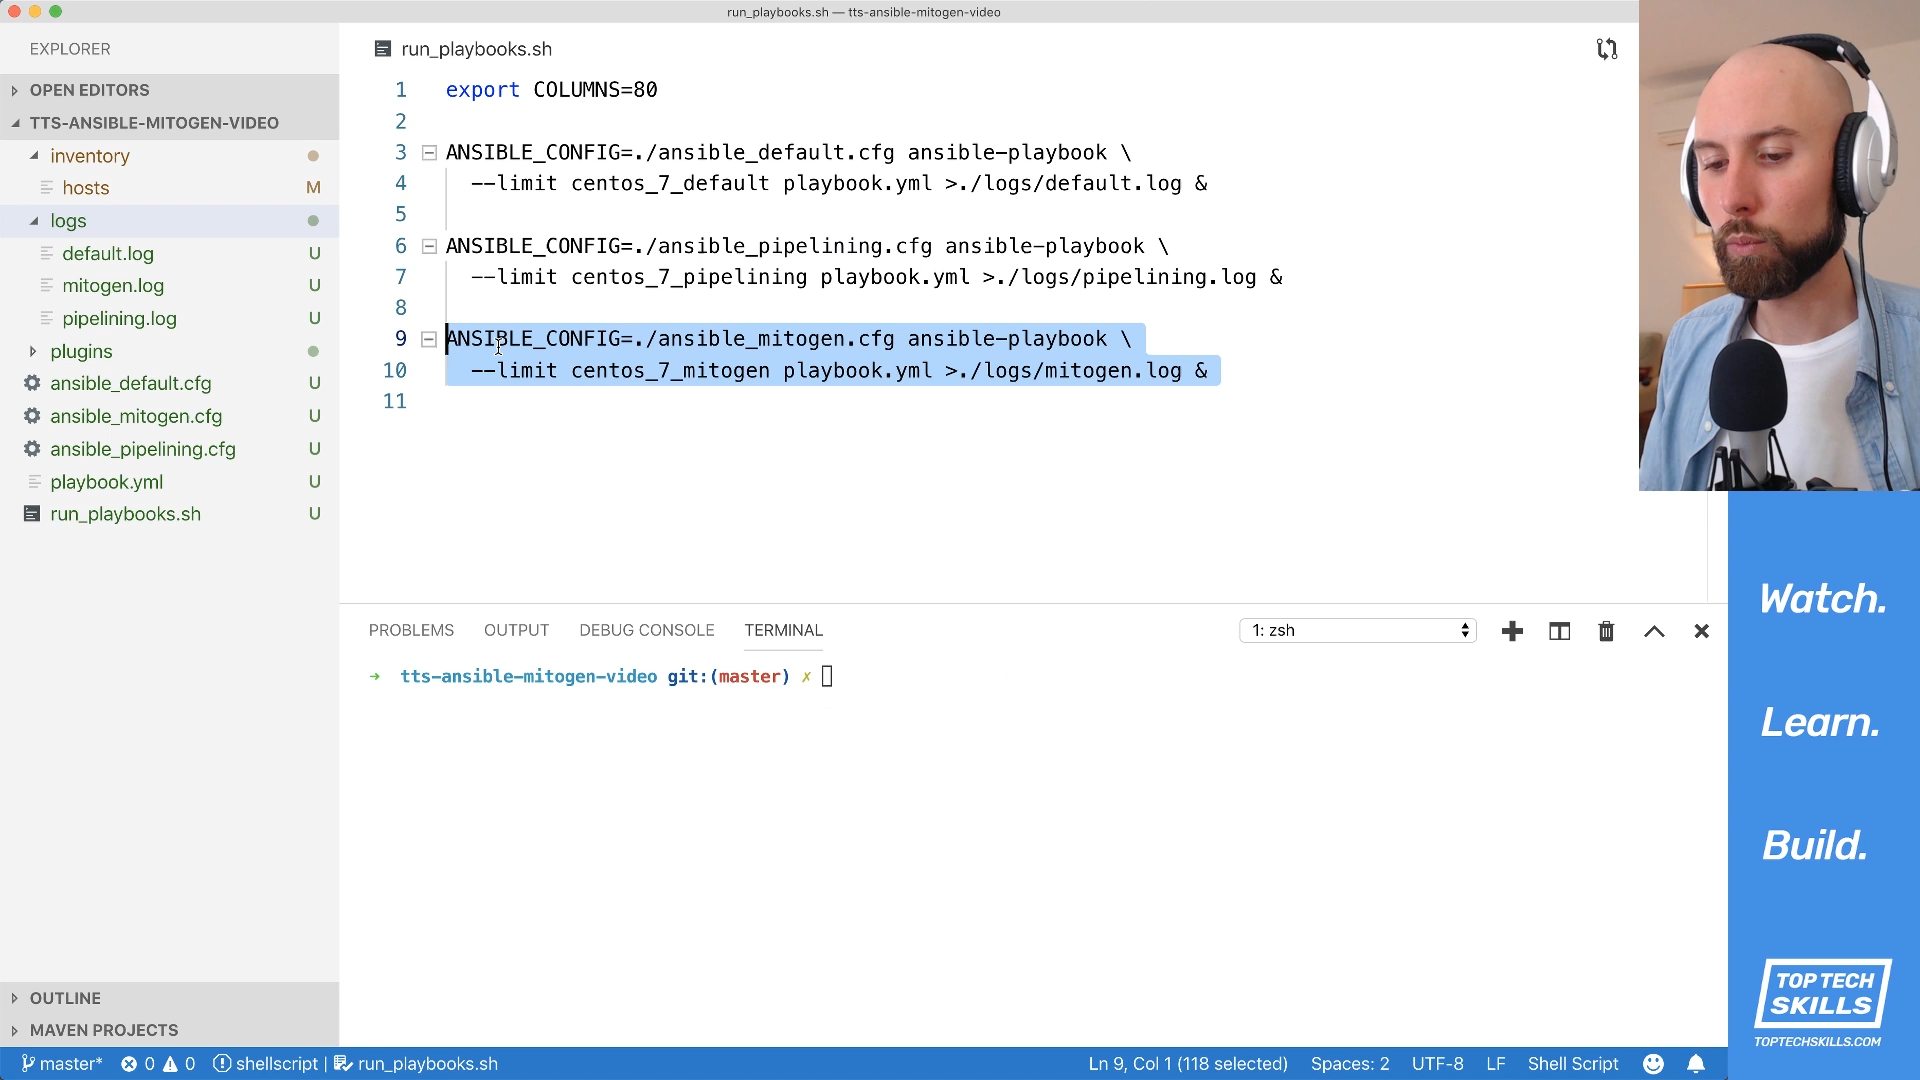 run_playbooks.sh — tts-ansible-mitogen-video
EXPLORER
OPEN EDITORS
TTS-ANSIBLE-MITOGEN-VIDEO
inventory
hosts M
logs
default.log U
mitogen.log U
pipelining.log U
plugins
ansible_default.cfg U
ansible_mitogen.cfg U
ansible_pipelining.cfg U
playbook.yml U
run_playbooks.sh U
OUTLINE
MAVEN PROJECTS
run_playbooks.sh
1 export COLUMNS=80
2
3 ANSIBLE_CONFIG=./ansible_default.cfg ansible-playbook \
4 --limit centos_7_default playbook.yml >./logs/default.log &
5
6 ANSIBLE_CONFIG=./ansible_pipelining.cfg ansible-playbook \
7 --limit centos_7_pipelining playbook.yml >./logs/pipelining.log &
8
9 ANSIBLE_CONFIG=./ansible_mitogen.cfg ansible-playbook \
10 --limit centos_7_mitogen playbook.yml >./logs/mitogen.log &
11
PROBLEMS OUTPUT DEBUG CONSOLE TERMINAL 1: zsh
→ tts-ansible-mitogen-video git:(master) ✗
Watch.
Learn.
Build.
TOP TECH
SKILLS
TOPTECHSKILLS.COM
master* 0 0 shellscript | run_playbooks.sh Ln 9, Col 1 (118 selected) Spaces: 2 UTF-8 LF Shell Script